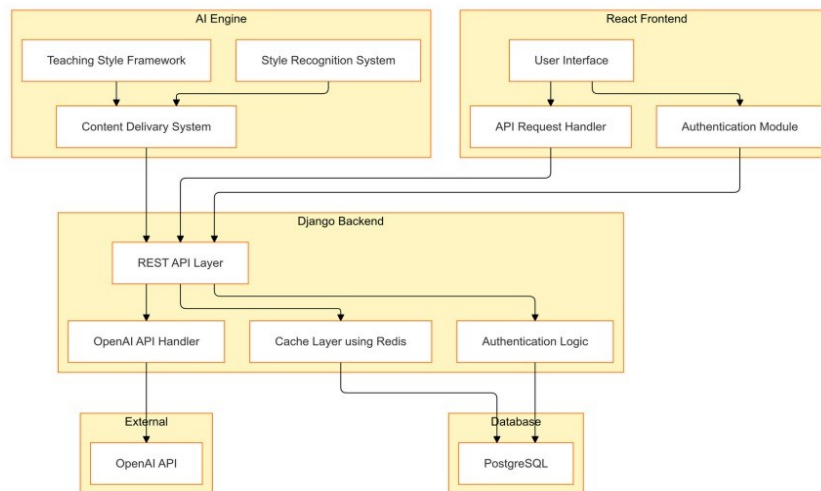 AI Engine
React Frontend
Teaching Style Framework
Style Recognition System
User Interface
Content Delivary System
API Request Handler
Authentication Module
Django Backend
REST API Layer
OpenAI API Handler
Cache Layer using Redis
Authentication Logic
External
Database
OpenAI API
PostgreSQL